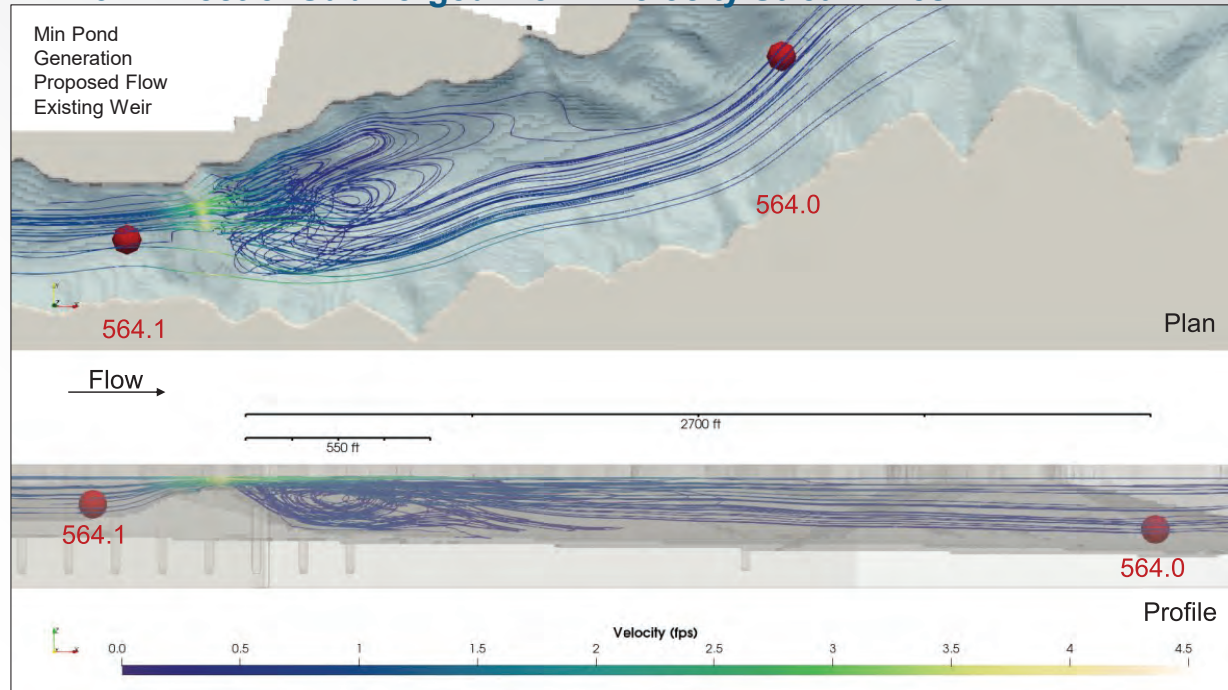 Min Pond
Generation
Proposed Flow
Existing Weir
564.0
564.1
Plan
Flow
2700 ft
550 ft
564.1
564.0
Profile
Velocity (fps)
0.0 0.5 1 1.5 2 2.5 3 3.5 4 4.5